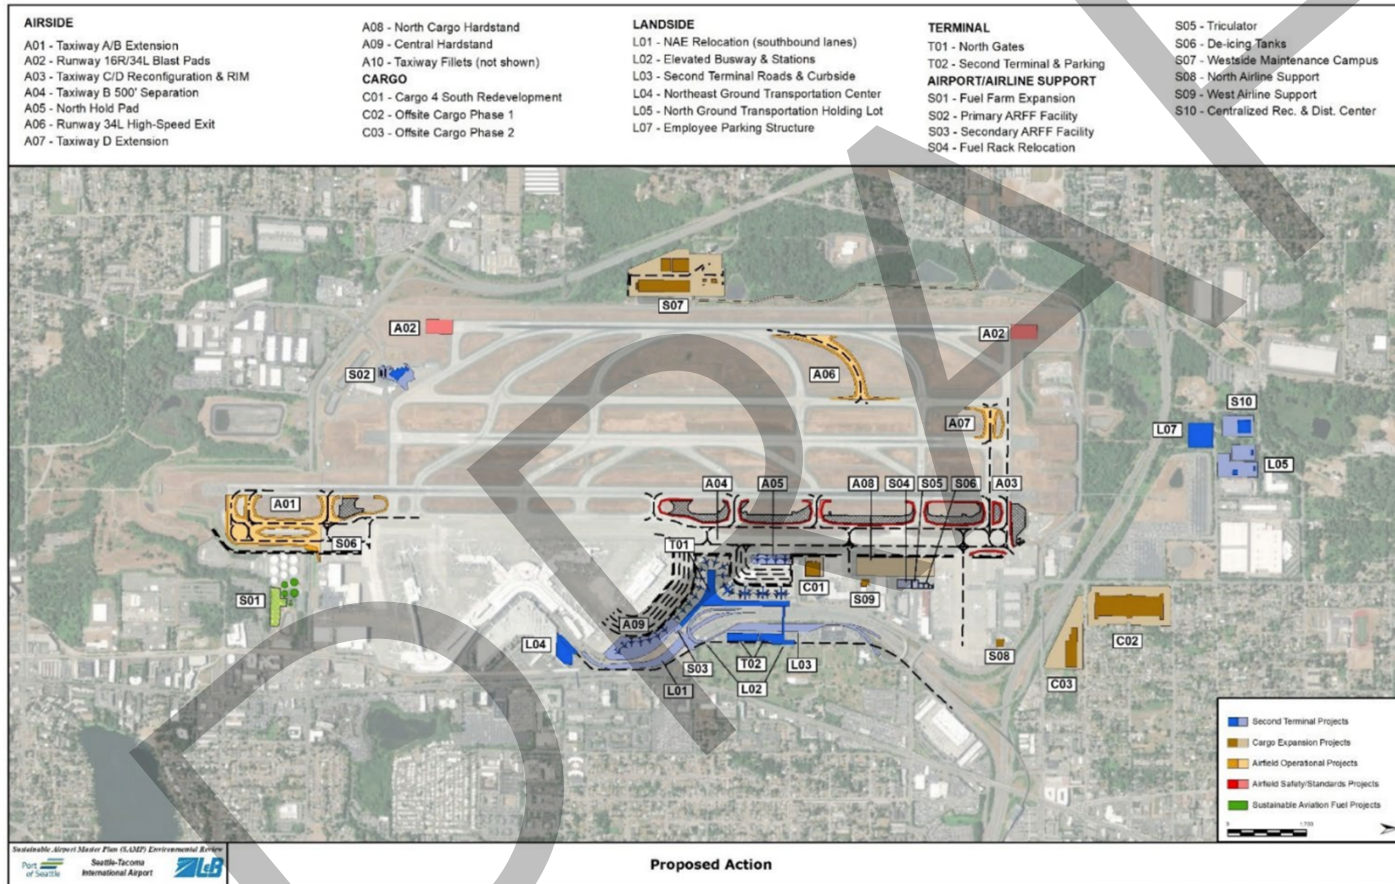 AIRSIDE
A01 - Taxiway A/B Extension
A02 - Runway 16R/34L Blast Pads
A03 - Taxiway C/D Reconfiguration & RIM
A04 - Taxiway B 500' Separation
A05 - North Hold Pad
A06 - Runway 34L High-Speed Exit
A07 - Taxiway D Extension
A08 - North Cargo Hardstand
A09 - Central Hardstand
A10 - Taxiway Fillets (not shown)
CARGO
C01 - Cargo 4 South Redevelopment
C02 - Offsite Cargo Phase 1
C03 - Offsite Cargo Phase 2
LANDSIDE
L01 - NAE Relocation (southbound lanes)
L02 - Elevated Busway & Stations
L03 - Second Terminal Roads & Curbside
L04 - Northeast Ground Transportation Center
L05 - North Ground Transportation Holding Lot
L07 - Employee Parking Structure
TERMINAL
T01 - North Gates
T02 - Second Terminal & Parking
AIRPORT/AIRLINE SUPPORT
S01 - Fuel Farm Expansion
S02 - Primary ARFF Facility
S03 - Secondary ARFF Facility
S04 - Fuel Rack Relocation
S05 - Triculator
S06 - De-icing Tanks
S07 - Westside Maintenance Campus
S08 - North Airline Support
S09 - West Airline Support
S10 - Centralized Rec. & Dist. Center
S07
A02
A02
S02
A06
A07
L07
S10
L05
A01
S06
A04
A05
A08
S04
S05
S06
A03
T01
S01
C01
S09
A09
L04
S03
T02
L03
L01
L02
S08
C03
C02
Second Terminal Projects
Cargo Expansion Projects
Airfield Operational Projects
Airfield Safety/Standards Projects
Sustainable Aviation Fuel Projects
0 1,700
Sustainable Airport Master Plan (SAMP) Environmental Review
Port of Seattle
Seattle-Tacoma
International Airport
L&B
Proposed Action
DRAFT